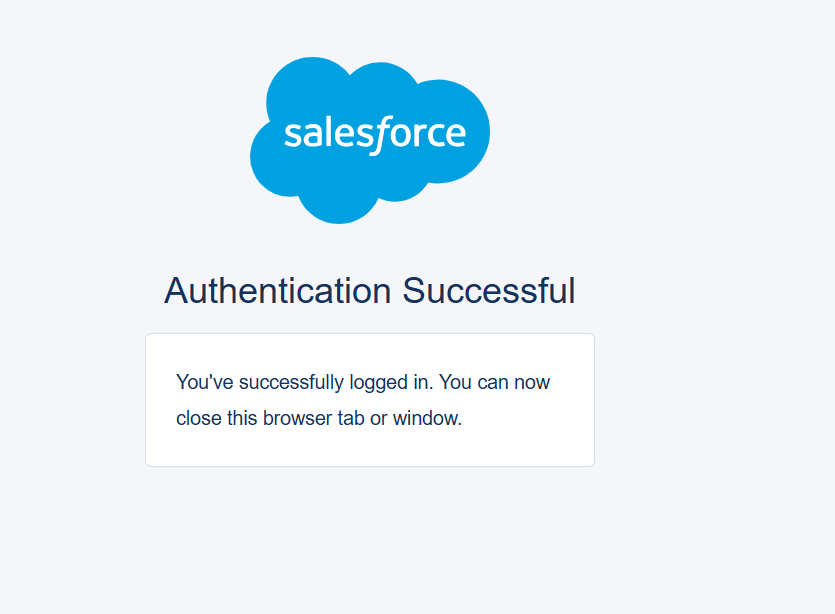 salesforce
Authentication Successful
You've successfully logged in. You can now
close this browser tab or window.